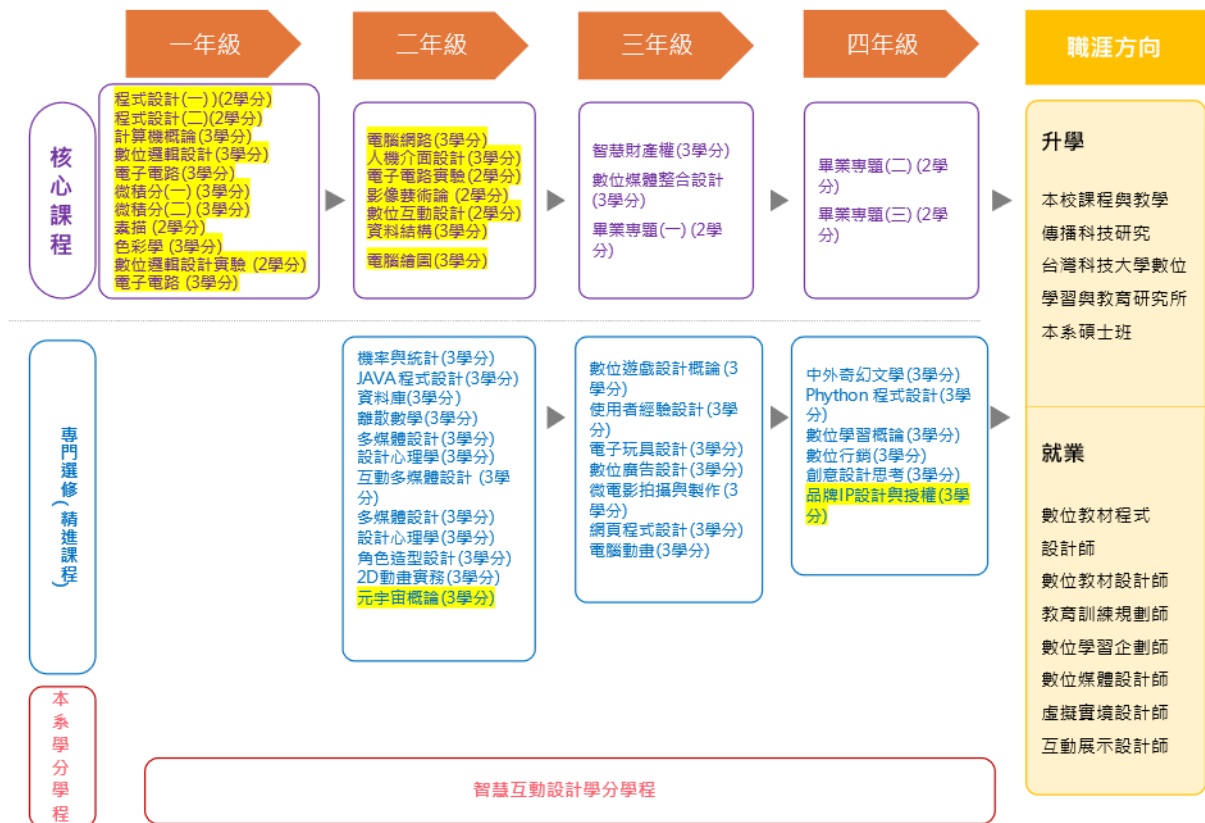 一年級
二年級
三年級
四年級
職涯方向
核心課程
程式設計(一))(2學分)
程式設計(二)(2學分)
計算機概論(3學分)
數位邏輯設計(3學分)
電子電路(3學分)
微積分(一) (3學分)
微積分(二) (3學分)
素描 (2學分)
色彩學 (3學分)
數位邏輯設計實驗 (2學分)
電子電路 (3學分)
電腦網路(3學分)
人機介面設計(3學分)
電子電路實驗(2學分)
影像藝術論 (2學分)
數位互動設計(2學分)
資料結構(3學分)
電腦繪圖(3學分)
智慧財產權(3學分)
數位媒體整合設計
(3學分)
畢業專題(一) (2學
分)
畢業專題(二) (2學
分)
畢業專題(三) (2學
分)
升學
本校課程與教學
傳播科技研究
台灣科技大學數位
學習與教育研究所
本系碩士班
專門選修(精進課程)
機率與統計(3學分)
JAVA 程式設計(3學分)
資料庫(3學分)
離散數學(3學分)
多媒體設計(3學分)
設計心理學(3學分)
互動多媒體設計 (3學
分)
多媒體設計(3學分)
設計心理學(3學分)
角色造型設計(3學分)
2D動畫實務(3學分)
元宇宙概論(3學分)
數位遊戲設計概論(3
學分)
使用者經驗設計(3學
分)
電子玩具設計(3學分)
數位廣告設計(3學分)
微電影拍攝與製作(3
學分)
網頁程式設計(3學分)
電腦動畫(3學分)
中外奇幻文學(3學分)
Phython 程式設計(3學
分)
數位學習概論(3學分)
數位行銷(3學分)
創意設計思考(3學分)
品牌IP設計與授權(3學
分)
就業
數位教材程式
設計師
數位教材設計師
教育訓練規劃師
數位學習企劃師
數位媒體設計師
虛擬實境設計師
互動展示設計師
本系學分學程
智慧互動設計學分學程